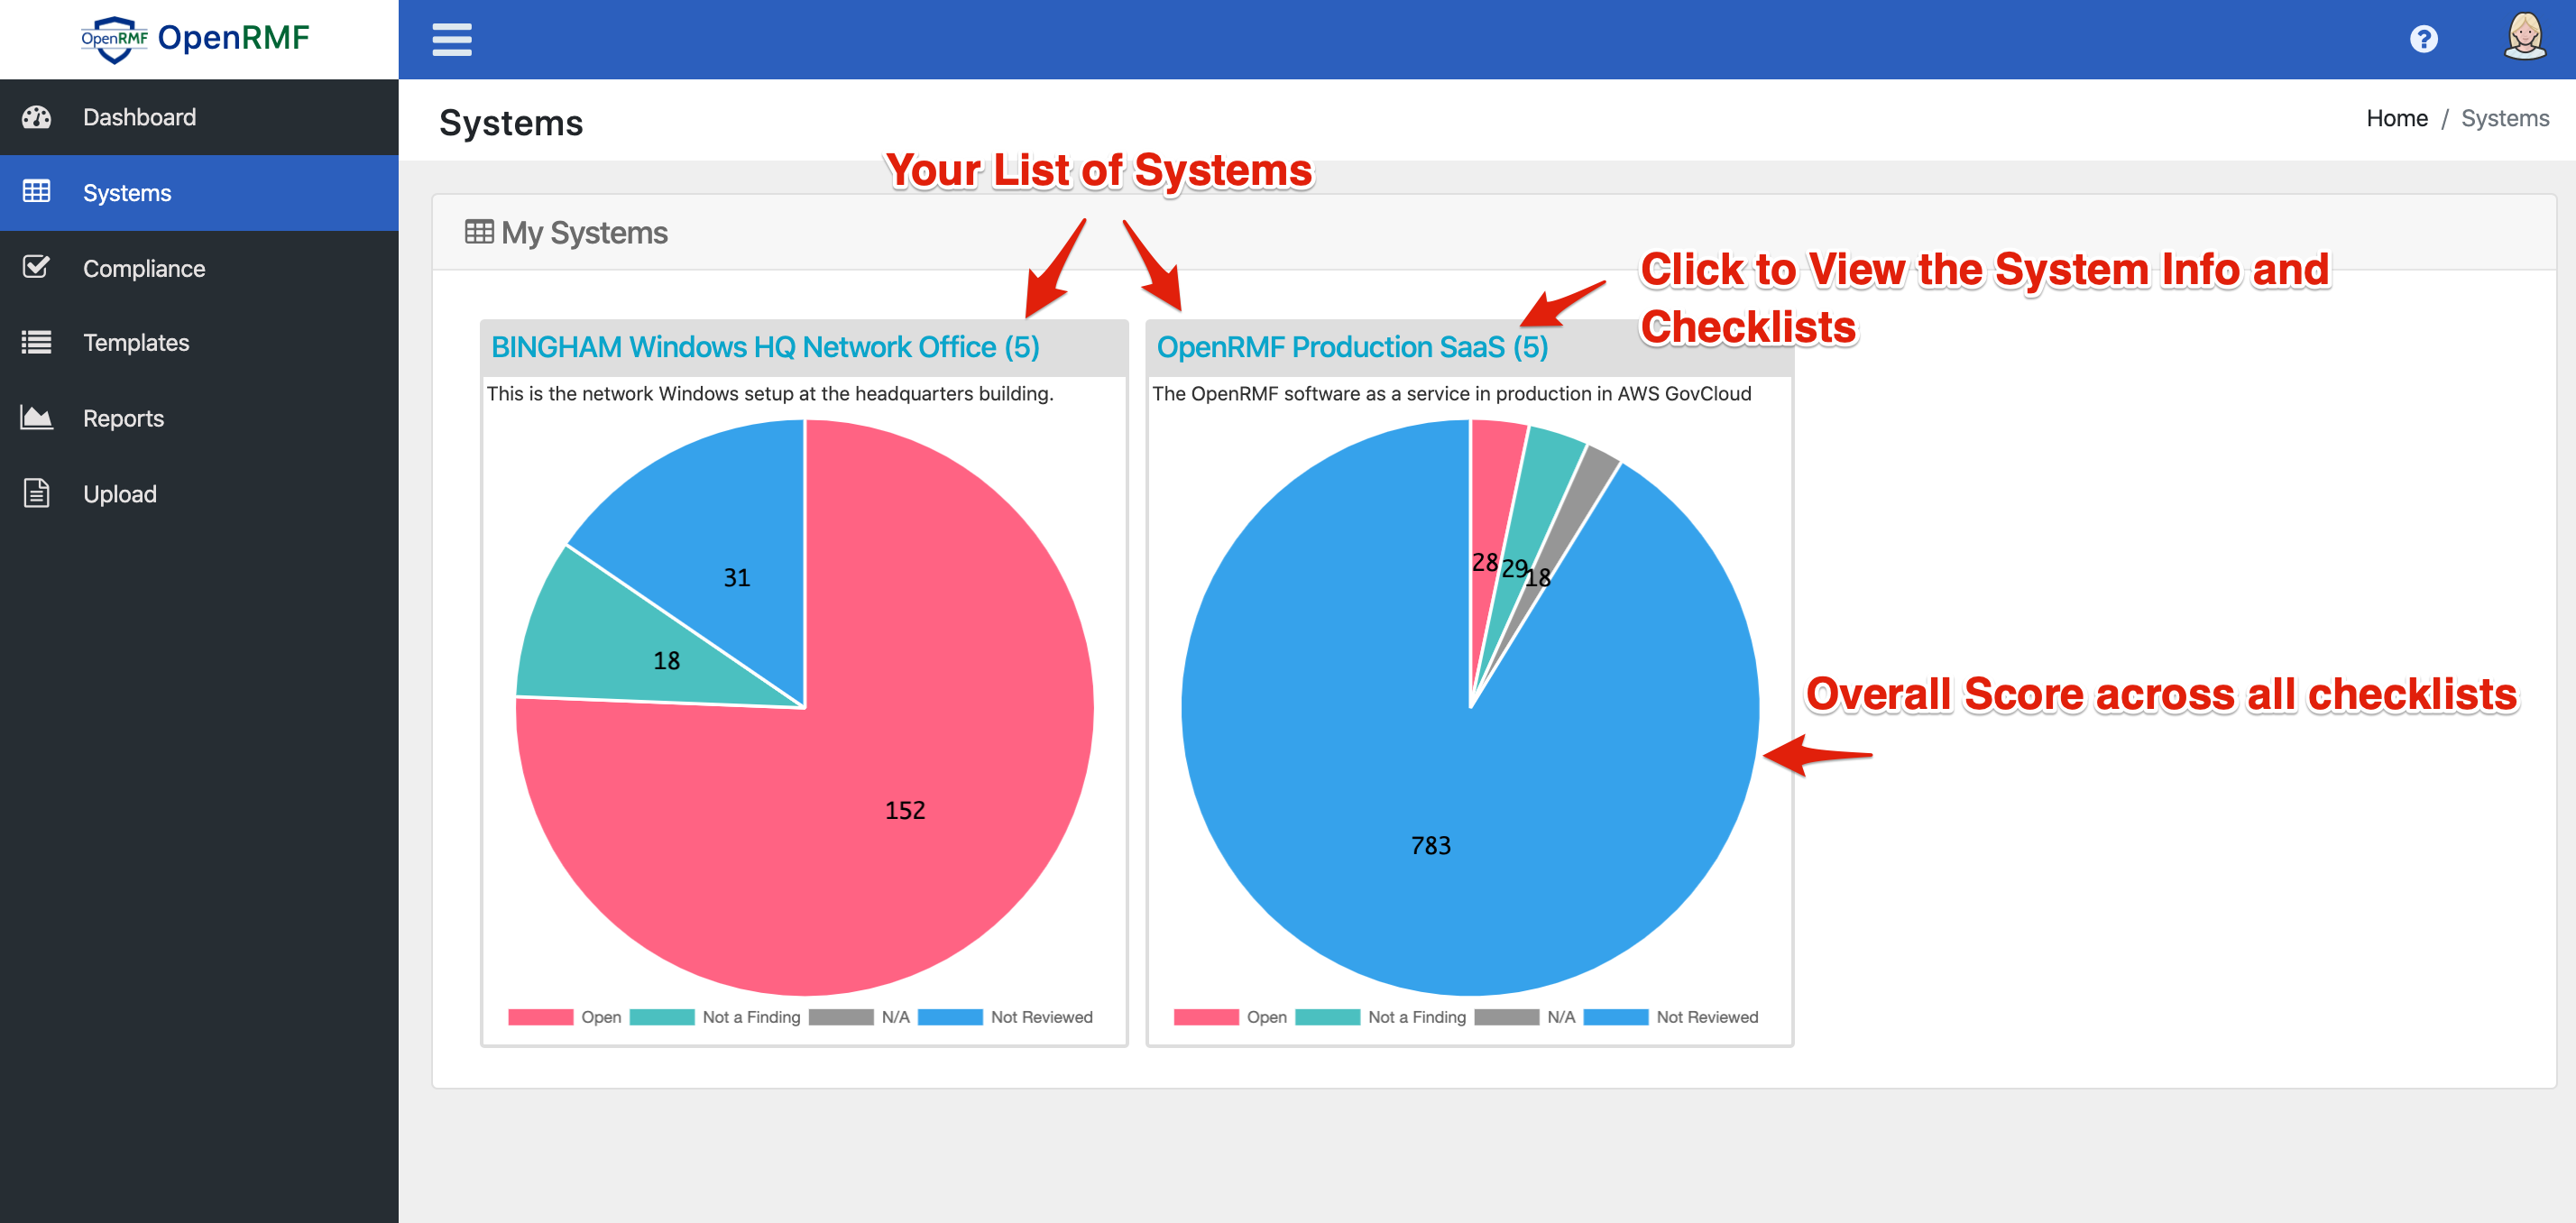 OpenRMF OpenRMF
Dashboard
Systems
Compliance
Templates
Reports
Upload
?
Systems
Home / Systems
Your List of Systems
My Systems
Click to View the System Info and
Checklists
BINGHAM Windows HQ Network Office (5)
This is the network Windows setup at the headquarters building.
31
18
152
Open Not a Finding N/A Not Reviewed
OpenRMF Production SaaS (5)
The OpenRMF software as a service in production in AWS GovCloud
28 29 18
783
Open Not a Finding N/A Not Reviewed
Overall Score across all checklists